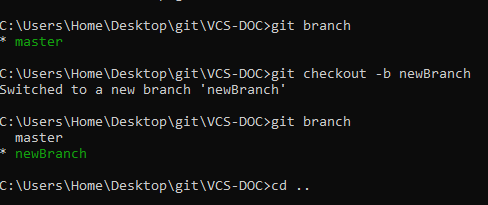 C:\Users\Home\Desktop\git\VCS-DOC>git branch
* master
C:\Users\Home\Desktop\git\VCS-DOC>git checkout -b newBranch
Switched to a new branch 'newBranch'
C:\Users\Home\Desktop\git\VCS-DOC>git branch
  master
* newBranch
C:\Users\Home\Desktop\git\VCS-DOC>cd ..